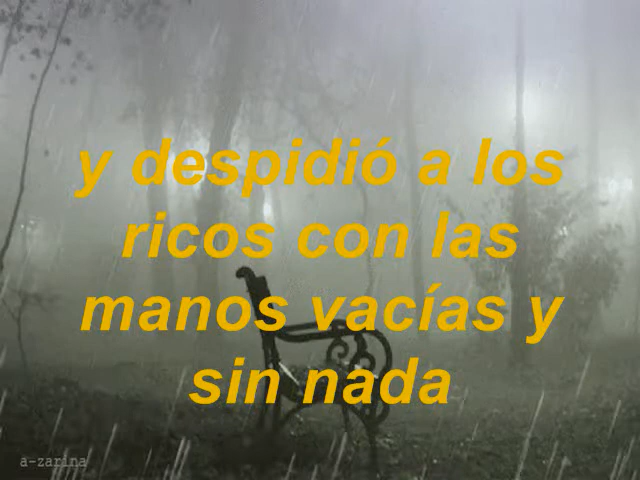 y despidió a los
ricos con las
manos vacías y
sin nada
a-zarina